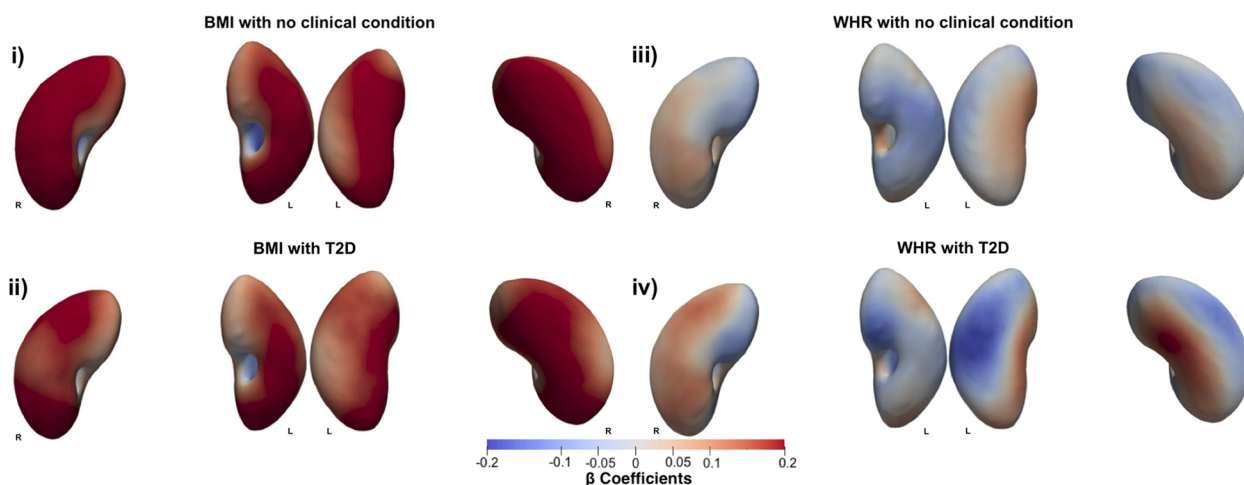 BMI with no clinical condition
WHR with no clinical condition
i)
iii)
R
L
L
R
R
L
L
BMI with T2D
WHR with T2D
ii)
iv)
R
L
L
R
R
L
L
-0.2 -0.1 -0.05 0 0.05 0.1 0.2
β Coefficients